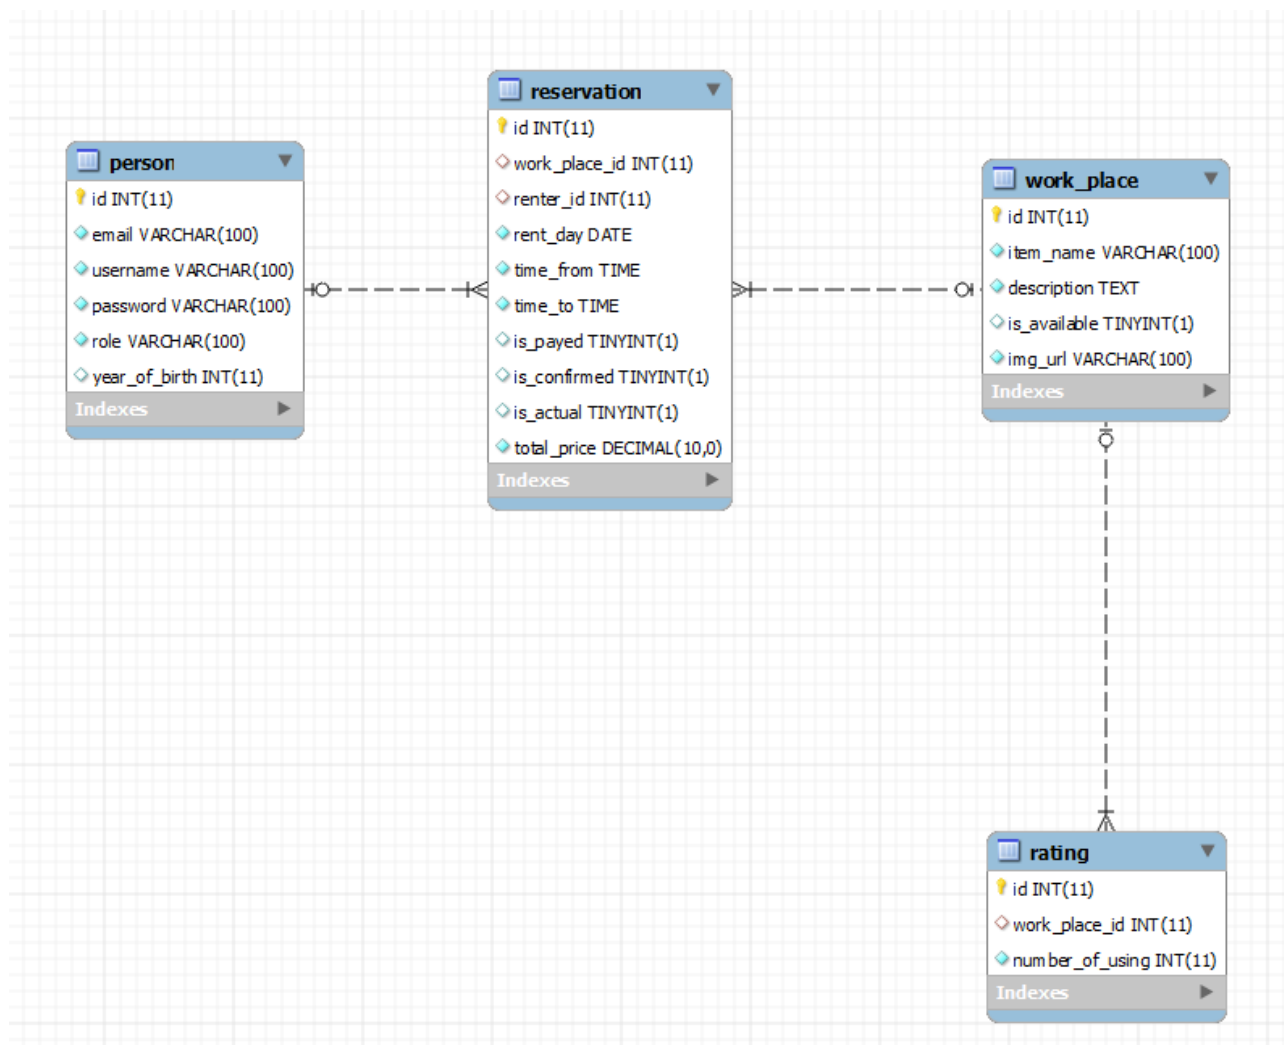 person
id INT(11)
email VARCHAR(100)
username VARCHAR(100)
password VARCHAR(100)
role VARCHAR(100)
year_of_birth INT(11)
Indexes
reservation
id INT(11)
work_place_id INT(11)
renter_id INT(11)
rent_day DATE
time_from TIME
time_to TIME
is_payed TINYINT(1)
is_confirmed TINYINT(1)
is_actual TINYINT(1)
total_price DECIMAL(10,0)
Indexes
work_place
id INT(11)
item_name VARCHAR(100)
description TEXT
is_available TINYINT(1)
img_url VARCHAR(100)
Indexes
rating
id INT(11)
work_place_id INT(11)
number_of_using INT(11)
Indexes